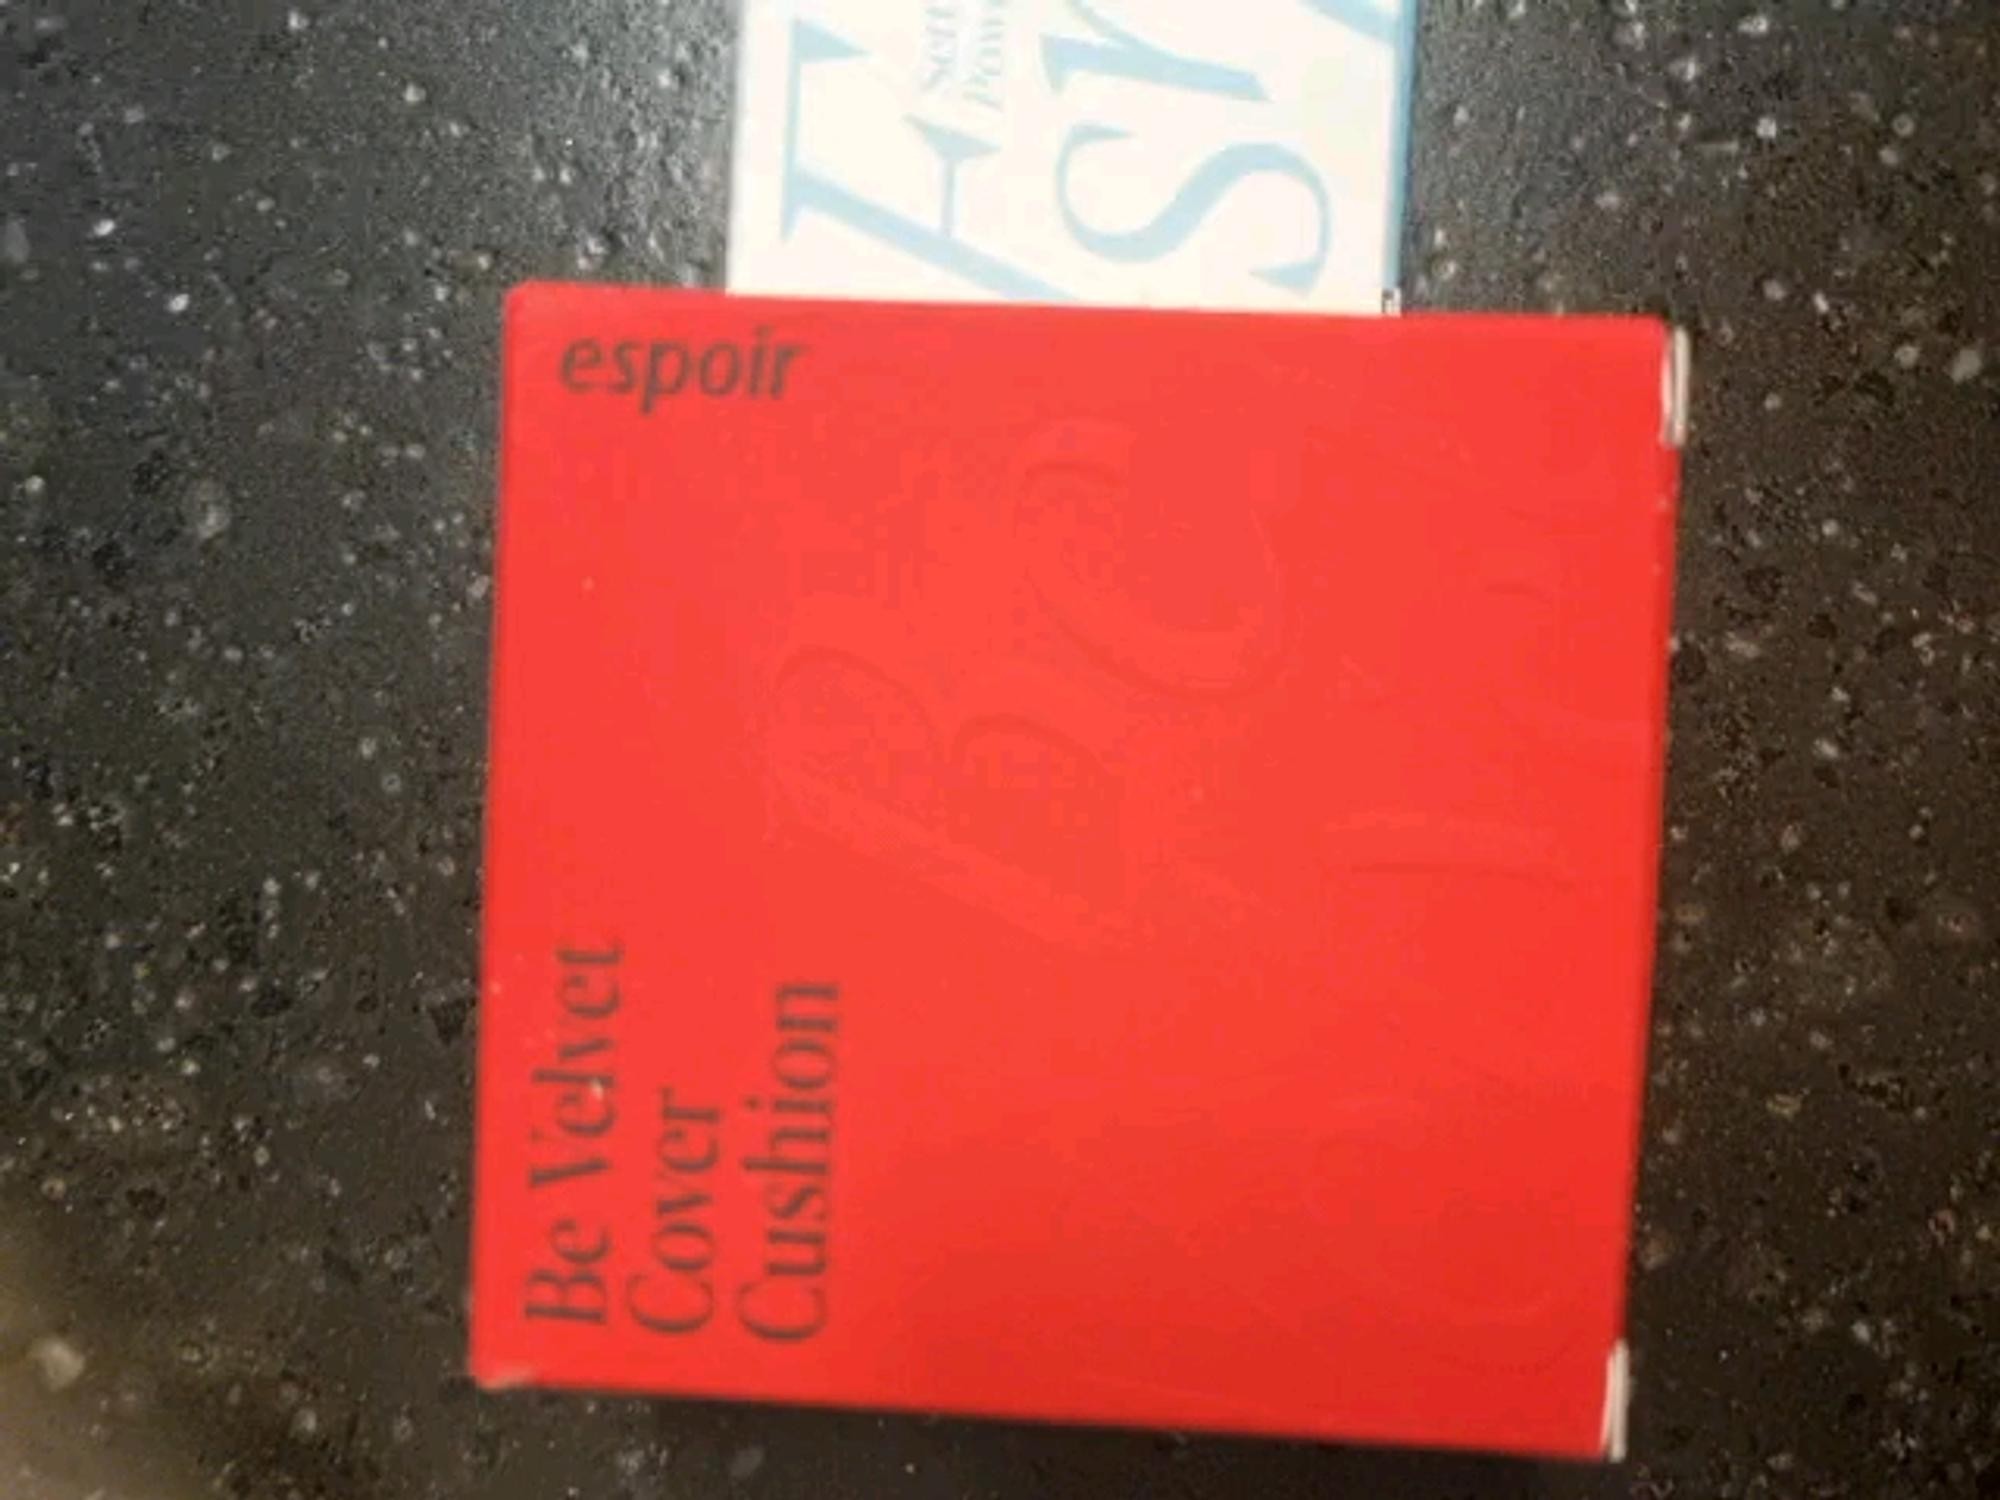 espoir
Be Velvet
Cover
Cushion